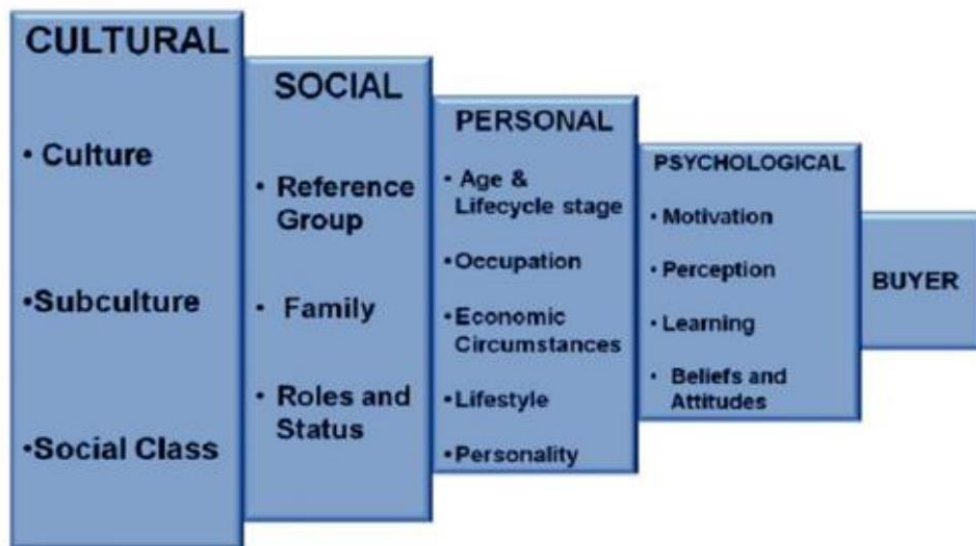 CULTURAL
• Culture
•Subculture
•Social Class
SOCIAL
• Reference
Group
• Family
• Roles and
Status
PERSONAL
• Age &
Lifecycle stage
•Occupation
•Economic
Circumstances
•Lifestyle
•Personality
PSYCHOLOGICAL
• Motivation
• Perception
• Learning
• Beliefs and
Attitudes
BUYER